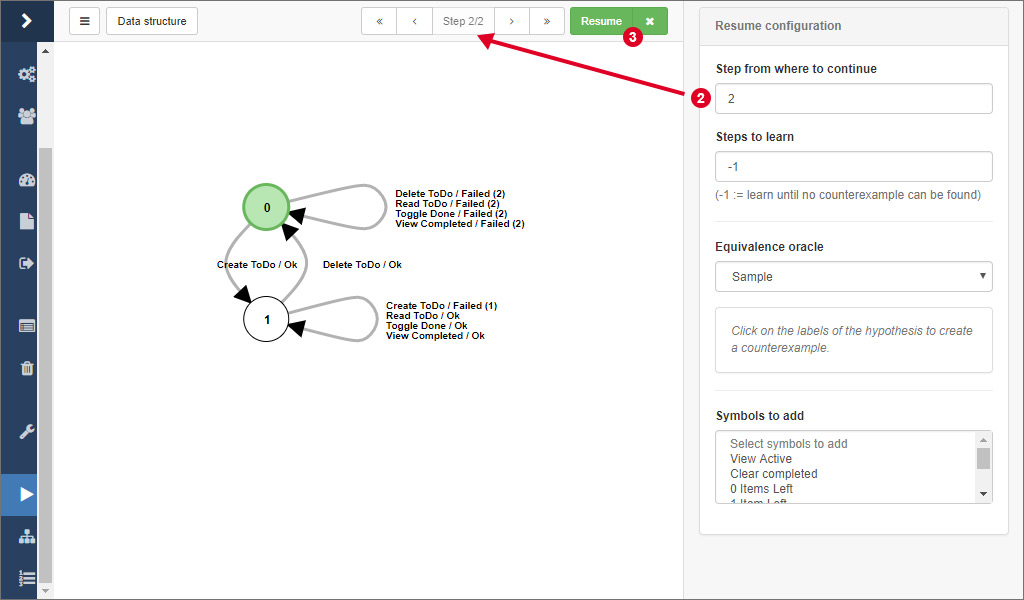 Data structure
«
‹
Step 2/2
›
»
Resume
3
2
0
Delete ToDo / Failed (2)
Read ToDo / Failed (2)
Toggle Done / Failed (2)
View Completed / Failed (2)
Create ToDo / Ok
Delete ToDo / Ok
1
Create ToDo / Failed (1)
Read ToDo / Ok
Toggle Done / Ok
View Completed / Ok
Resume configuration
Step from where to continue
2
Steps to learn
-1
(-1 := learn until no counterexample can be found)
Equivalence oracle
Sample
Click on the labels of the hypothesis to create
a counterexample.
Symbols to add
Select symbols to add
View Active
Clear completed
0 Items Left
1 Item Left